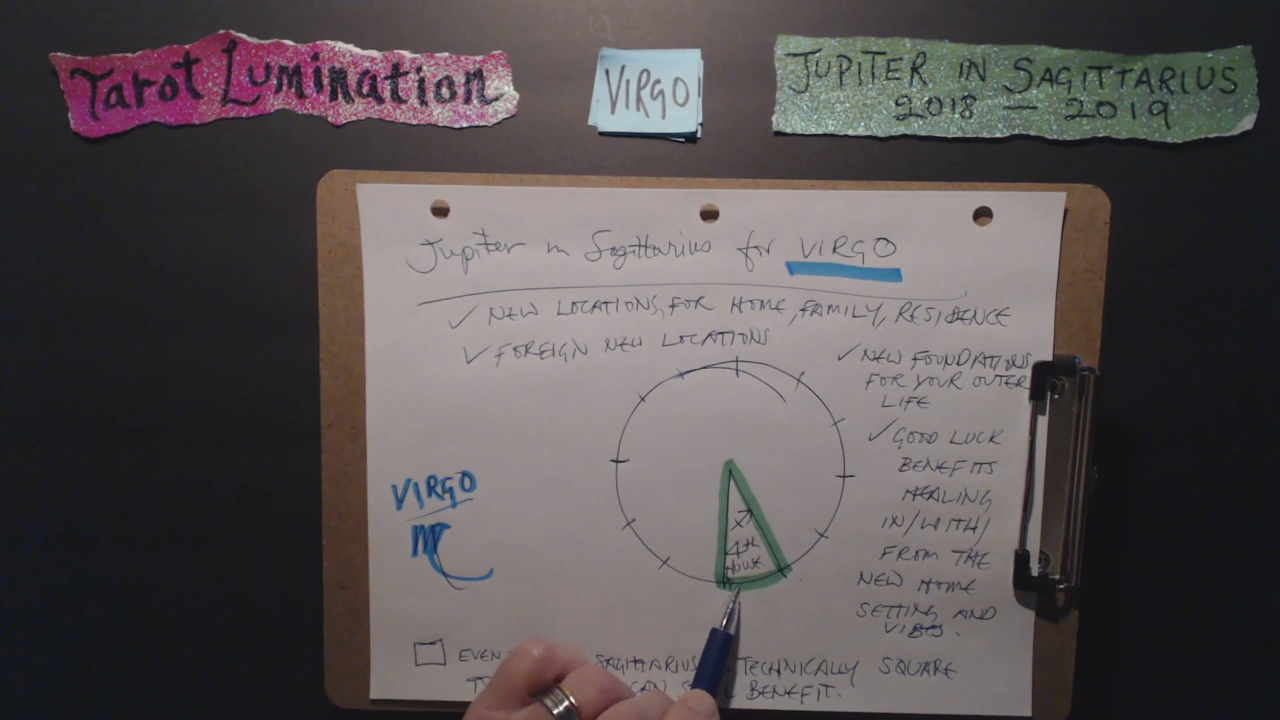 Tarot Lumination
VIRGO
JUPITER IN SAGITTARIUS
2018 — 2019
Jupiter in Sagittarius for VIRGO
✓ NEW LOCATIONS, FOR HOME, FAMILY, RESIDENCE
✓ FOREIGN NEW LOCATIONS
✓ NEW FOUNDATIONS
FOR YOUR OUTER
LIFE
✓ GOOD LUCK
BENEFITS
HEALING
IN/WITH/
FROM THE
NEW HOME
SETTING AND
VIBES.
VIRGO
♍
♐
4th
HOUSE
EVEN SAGITTARIUS TECHNICALLY SQUARE
CAN BENEFIT.